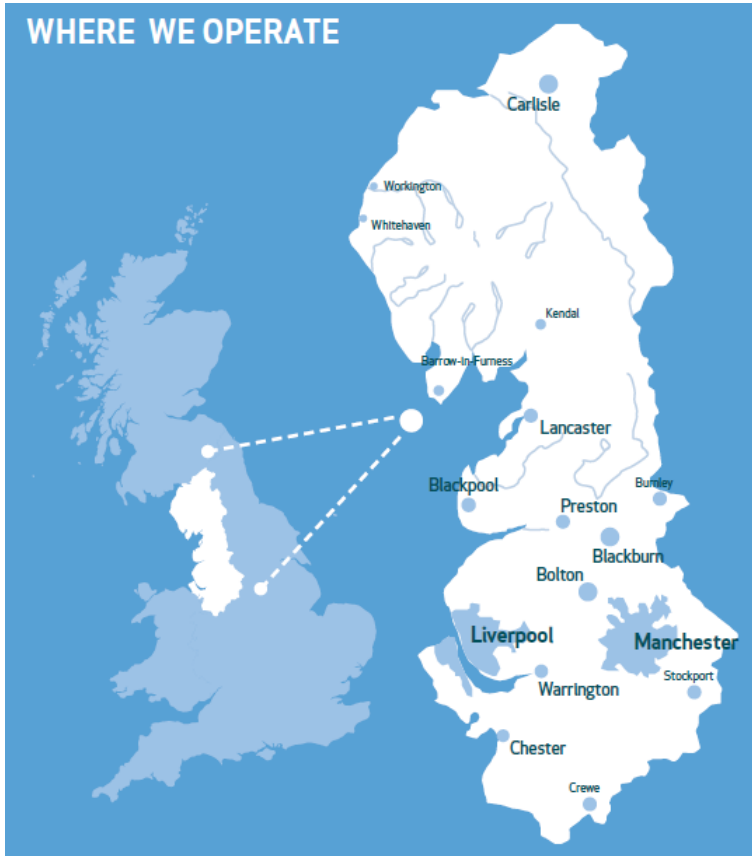 WHERE WE OPERATE
Carlisle
Workington
Whitehaven
Kendal
Barrow-in-Furness
Lancaster
Blackpool
Burnley
Preston
Blackburn
Bolton
Liverpool
Manchester
Stockport
Warrington
Chester
Crewe